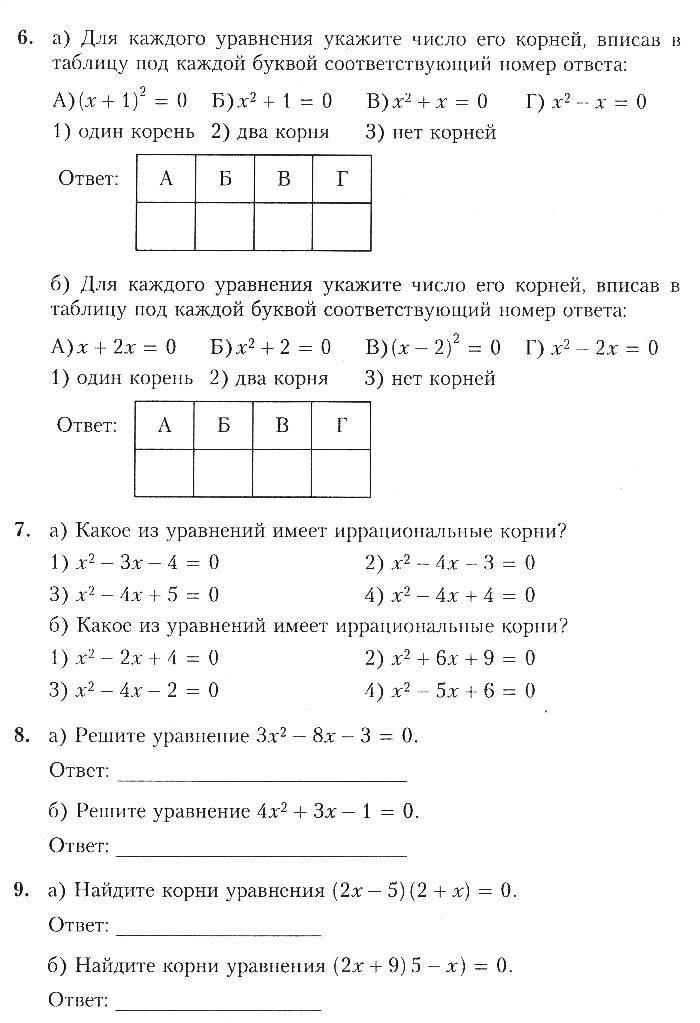 6. а) Для каждого уравнения укажите число его корней, вписав в
таблицу под каждой буквой соответствующий номер ответа:
А) (x + 1)² = 0 Б) x² + 1 = 0 В) x² + x = 0 Г) x² − x = 0
1) один корень 2) два корня 3) нет корней
Ответ: А Б В Г
б) Для каждого уравнения укажите число его корней, вписав в
таблицу под каждой буквой соответствующий номер ответа:
А) x + 2x = 0 Б) x² + 2 = 0 В) (x − 2)² = 0 Г) x² − 2x = 0
1) один корень 2) два корня 3) нет корней
Ответ: А Б В Г
7. а) Какое из уравнений имеет иррациональные корни?
1) x² − 3x − 4 = 0 2) x² − 4x − 3 = 0
3) x² − 4x + 5 = 0 4) x² − 4x + 4 = 0
б) Какое из уравнений имеет иррациональные корни?
1) x² − 2x + 4 = 0 2) x² + 6x + 9 = 0
3) x² − 4x − 2 = 0 4) x² − 5x + 6 = 0
8. а) Решите уравнение 3x² − 8x − 3 = 0.
Ответ:
б) Решите уравнение 4x² + 3x − 1 = 0.
Ответ:
9. а) Найдите корни уравнения (2x − 5)(2 + x) = 0.
Ответ:
б) Найдите корни уравнения (2x + 9) 5 − x) = 0.
Ответ: